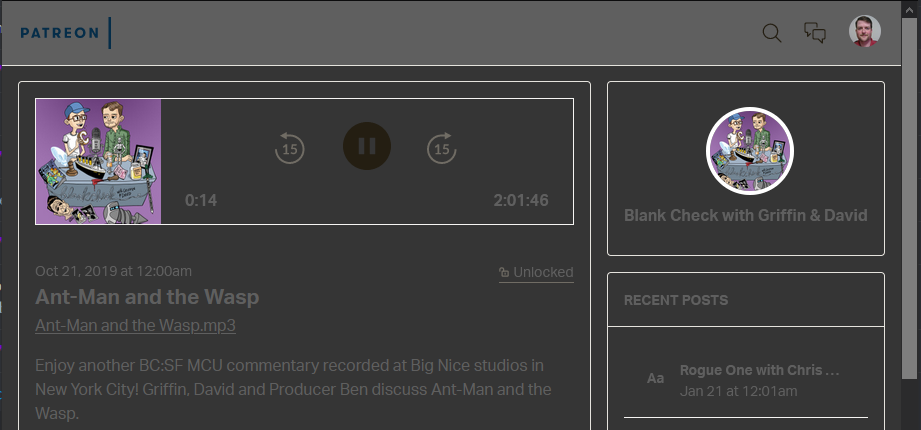 PATREON
15
15
0:14
2:01:46
Oct 21, 2019 at 12:00am
Unlocked
Ant-Man and the Wasp
Ant-Man and the Wasp.mp3
Enjoy another BC:SF MCU commentary recorded at Big Nice studios in
New York City! Griffin, David and Producer Ben discuss Ant-Man and the
Wasp.
Blank Check with Griffin & David
RECENT POSTS
Aa
Rogue One with Chris ...
Jan 21 at 12:01am